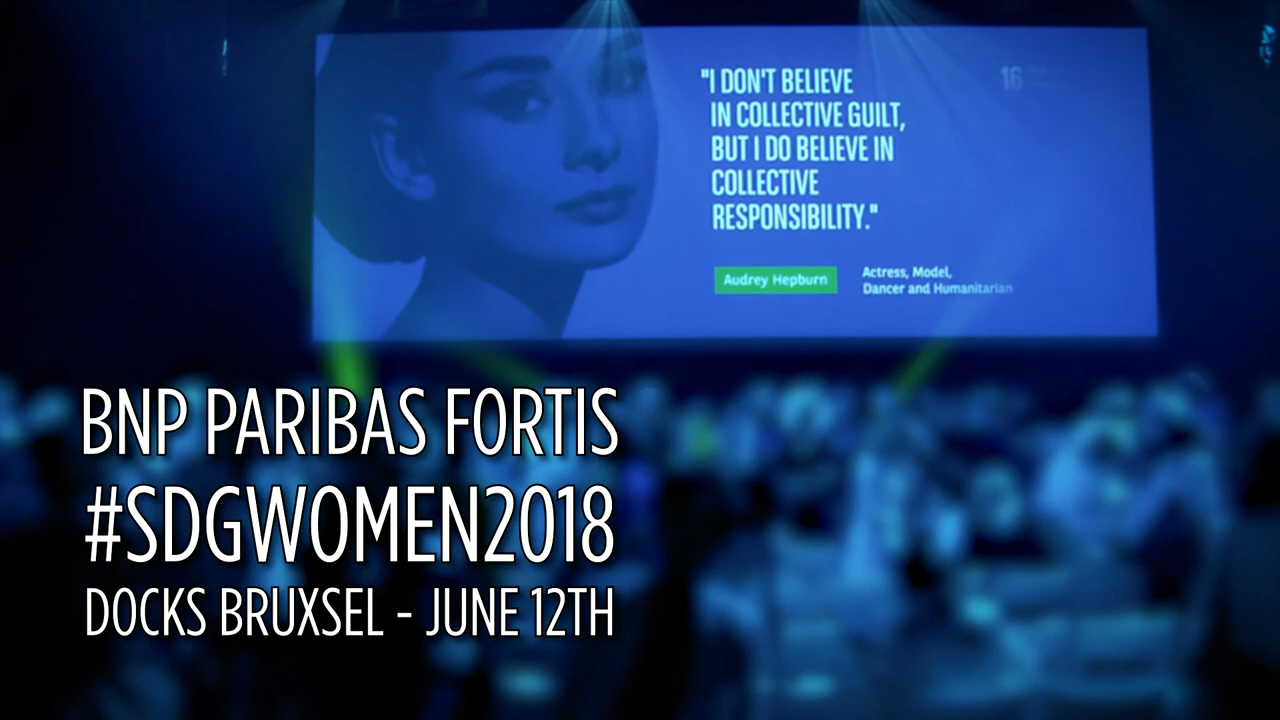 "I DON'T BELIEVE
IN COLLECTIVE GUILT,
BUT I DO BELIEVE IN
COLLECTIVE
RESPONSIBILITY."
16
Audrey Hepburn
Actress, Model,
Dancer and Humanitarian
BNP PARIBAS FORTIS
#SDGWOMEN2018
DOCKS BRUXSEL - JUNE 12TH